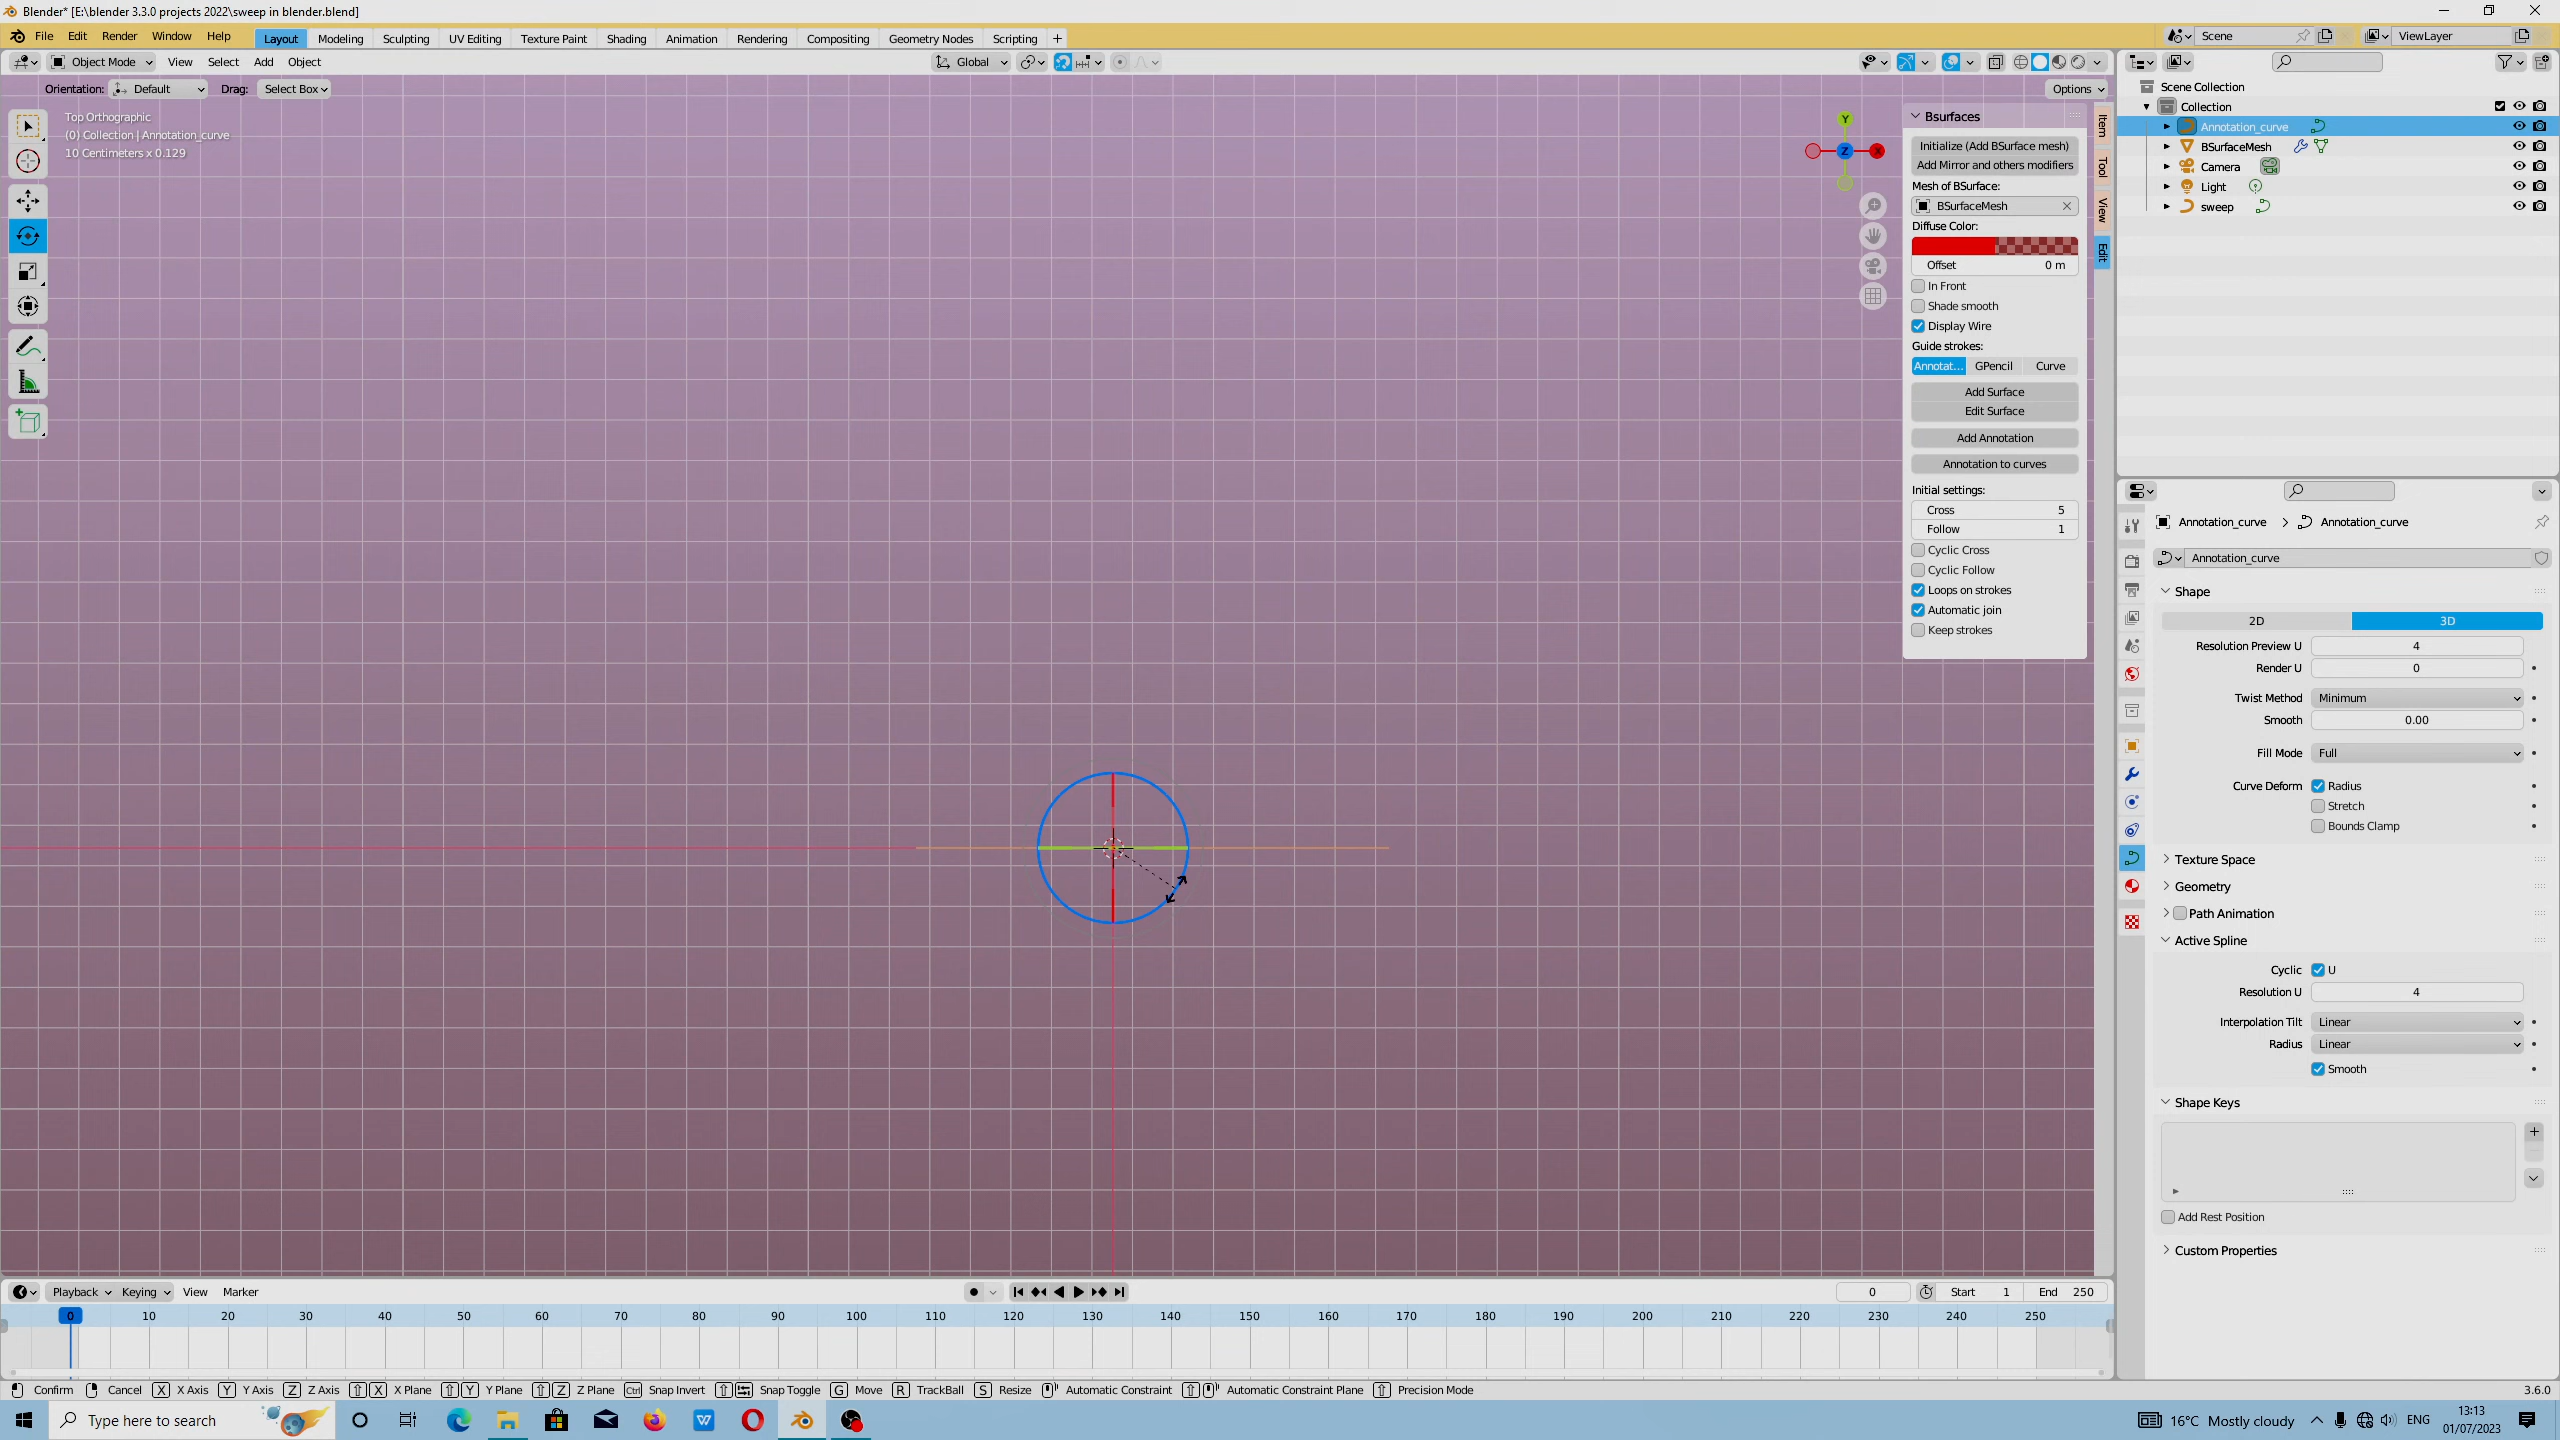 Blender* [E:\blender 3.3.0 projects 2022\sweep in blender.blend]
File Edit Render Window Help Layout Modeling Sculpting UV Editing Texture Paint Shading Animation Rendering Compositing Geometry Nodes Scripting + Scene ViewLayer
Object Mode View Select Add Object Global
Orientation: Default Drag: Select Box Options
Top Orthographic
(0) Collection | Annotation_curve
10 Centimeters x 0.129
Y
Z
X
Bsurfaces
Initialize (Add BSurface mesh)
Add Mirror and others modifiers
Mesh of BSurface:
BSurfaceMesh
Diffuse Color:
Offset 0 m
In Front
Shade smooth
Display Wire
Guide strokes:
Annotat... GPencil Curve
Add Surface
Edit Surface
Add Annotation
Annotation to curves
Initial settings:
Cross 5
Follow 1
Cyclic Cross
Cyclic Follow
Loops on strokes
Automatic join
Keep strokes
Item
Tool
View
Edit
Scene Collection
Collection
Annotation_curve
BSurfaceMesh
Camera
Light
sweep
Annotation_curve > Annotation_curve
Annotation_curve
Shape
2D 3D
Resolution Preview U 4
Render U 0
Twist Method Minimum
Smooth 0.00
Fill Mode Full
Curve Deform Radius
Stretch
Bounds Clamp
Texture Space
Geometry
Path Animation
Active Spline
Cyclic U
Resolution U 4
Interpolation Tilt Linear
Radius Linear
Smooth
Shape Keys
Add Rest Position
Custom Properties
Playback Keying View Marker 0 Start 1 End 250
0 10 20 30 40 50 60 70 80 90 100 110 120 130 140 150 160 170 180 190 200 210 220 230 240 250
Confirm Cancel X X Axis Y Y Axis Z Z Axis X X Plane Y Y Plane Z Z Plane Ctrl Snap Invert Snap Toggle G Move R TrackBall S Resize Automatic Constraint Automatic Constraint Plane Precision Mode 3.6.0
Type here to search 16°C Mostly cloudy ENG 13:13
01/07/2023